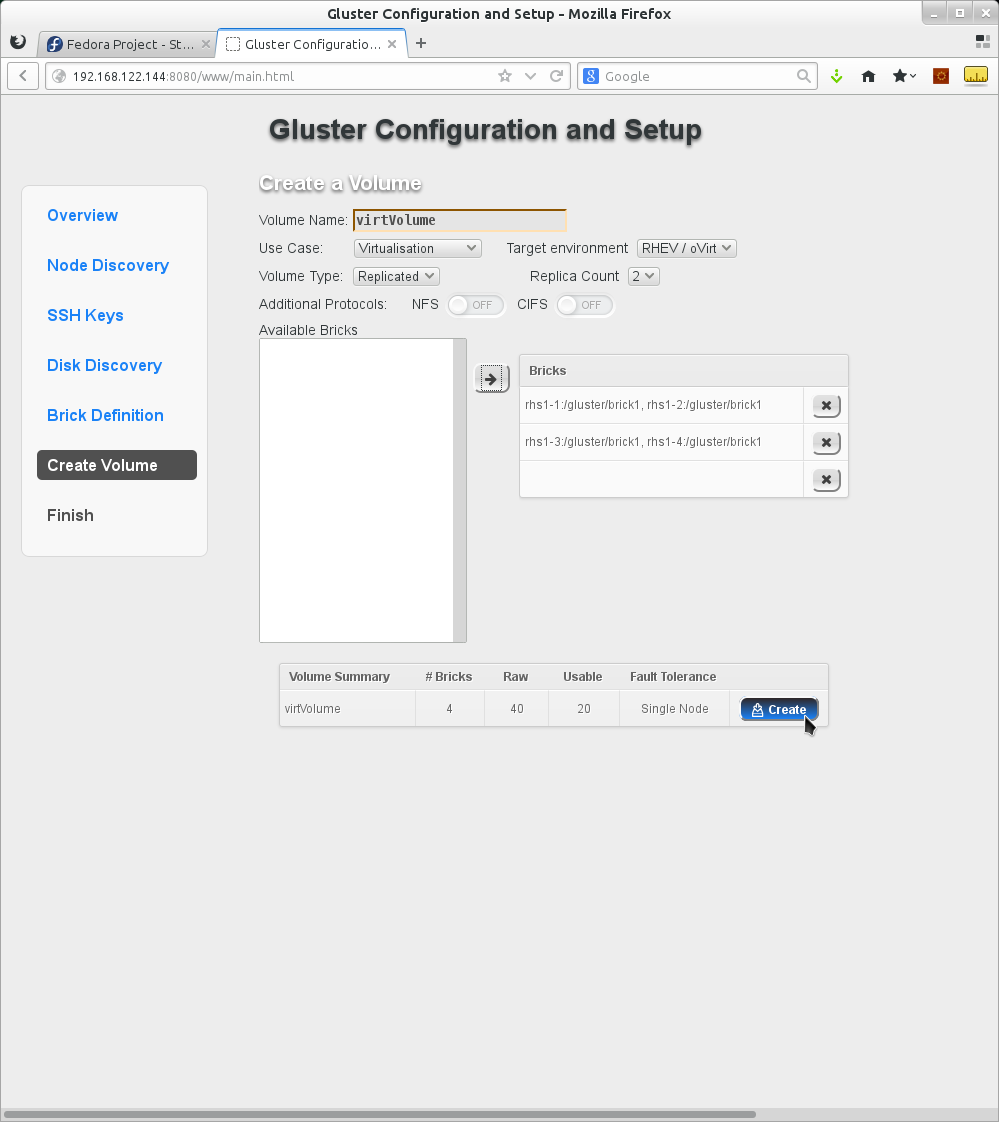 Gluster Configuration and Setup - Mozilla Firefox
Fedora Project - St... Gluster Configuratio...
192.168.122.144:8080/www/main.html Google
Gluster Configuration and Setup
Overview
Node Discovery
SSH Keys
Disk Discovery
Brick Definition
Create Volume
Finish
Create a Volume
Volume Name: virtVolume
Use Case: Virtualisation Target environment RHEV / oVirt
Volume Type: Replicated Replica Count 2
Additional Protocols: NFS OFF CIFS OFF
Available Bricks
Bricks
rhs1-1:/gluster/brick1, rhs1-2:/gluster/brick1
rhs1-3:/gluster/brick1, rhs1-4:/gluster/brick1
Volume Summary # Bricks Raw Usable Fault Tolerance
virtVolume 4 40 20 Single Node Create